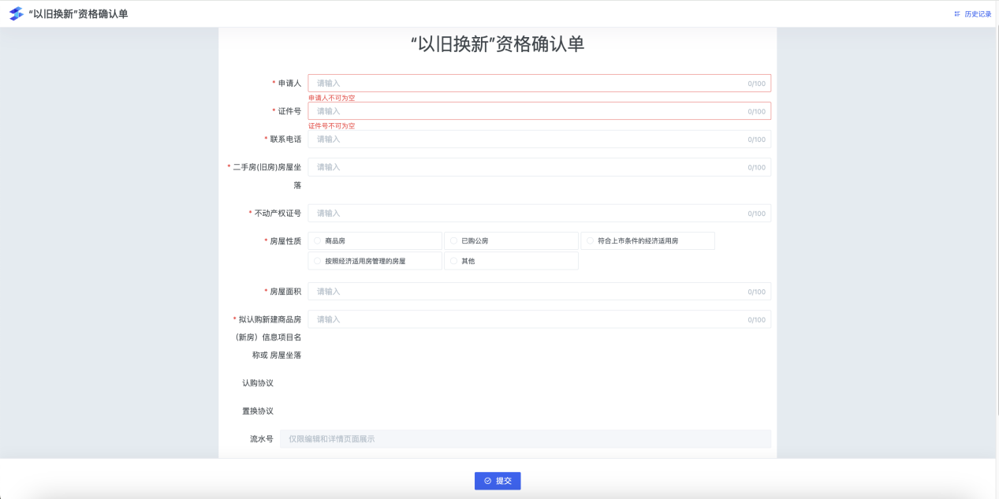 “以旧换新”资格确认单
历史记录
“以旧换新”资格确认单
* 申请人 请输入 0/100
申请人不可为空
* 证件号 请输入 0/100
证件号不可为空
* 联系电话 请输入 0/100
* 二手房(旧房)房屋坐 请输入 0/100
落
* 不动产权证号 请输入 0/100
* 房屋性质 商品房 已购公房 符合上市条件的经济适用房
按照经济适用房管理的房屋 其他
* 房屋面积 请输入 0/100
* 拟认购新建商品房 请输入 0/100
（新房）信息项目名
称或 房屋坐落
认购协议
置换协议
流水号 仅限编辑和详情页面展示
提交